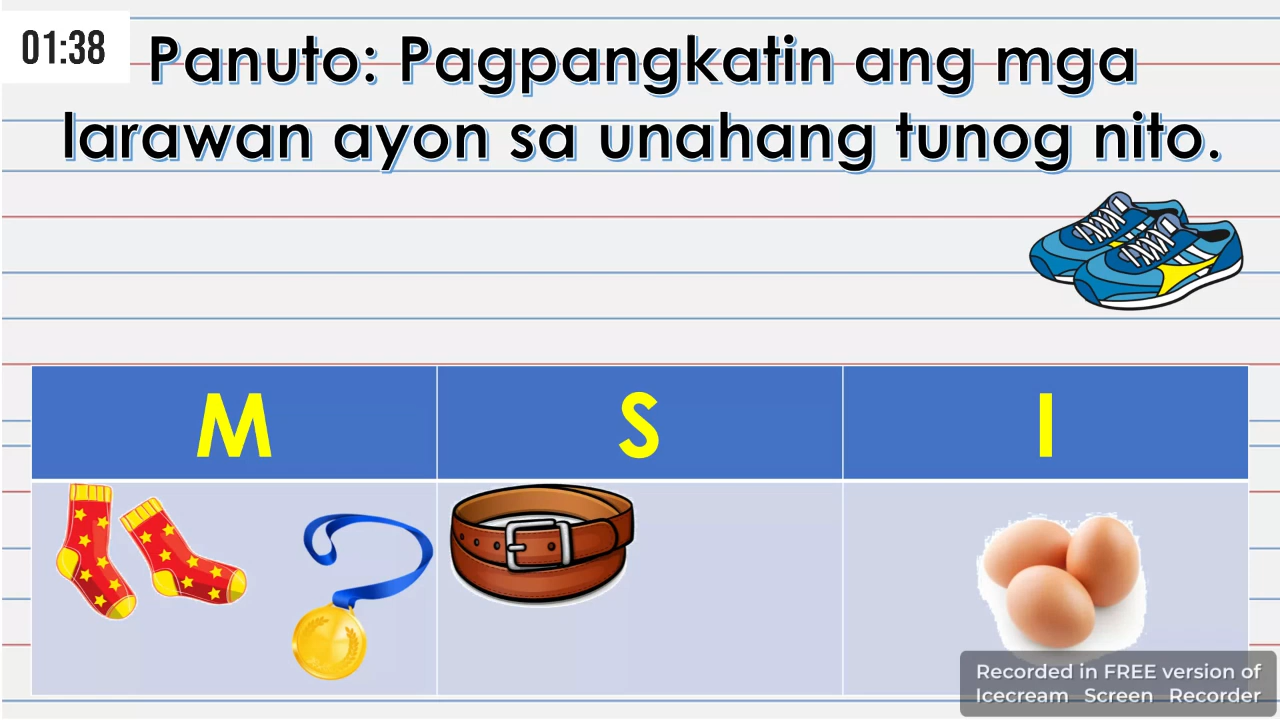 01:38
Panuto: Pagpangkatin ang mga
larawan ayon sa unahang tunog nito.
M S I
Recorded in FREE version of
Icecream Screen Recorder